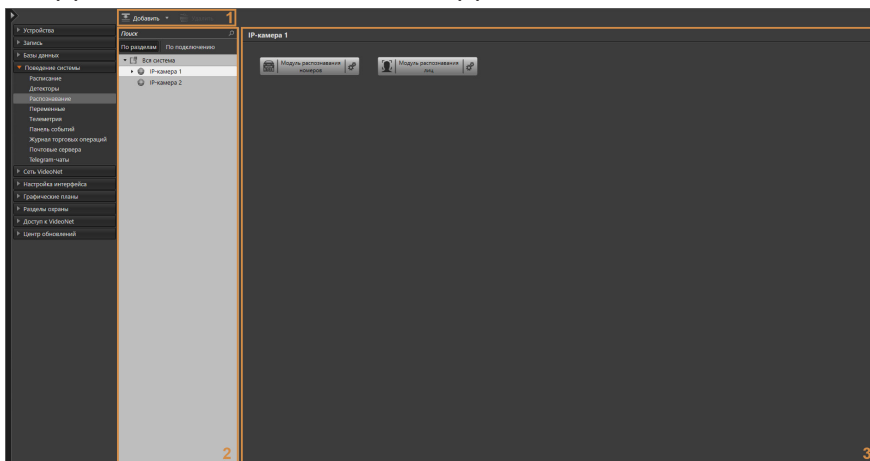 Добавить
1
Устройства
Запись
Базы данных
Поведение системы
Расписание
Детекторы
Распознавание
Переменные
Телеметрия
Панель событий
Журнал торговых операций
Почтовые сервера
Telegram-чаты
Сеть VideoNet
Настройка интерфейса
Графические планы
Разделы охраны
Доступ к VideoNet
Центр обновлений
Поиск
По разделам По подключению
Вся система
IP-камера 1
IP-камера 2
2
IP-камера 1
Модуль распознавания
номеров
Модуль распознавания
лиц
3